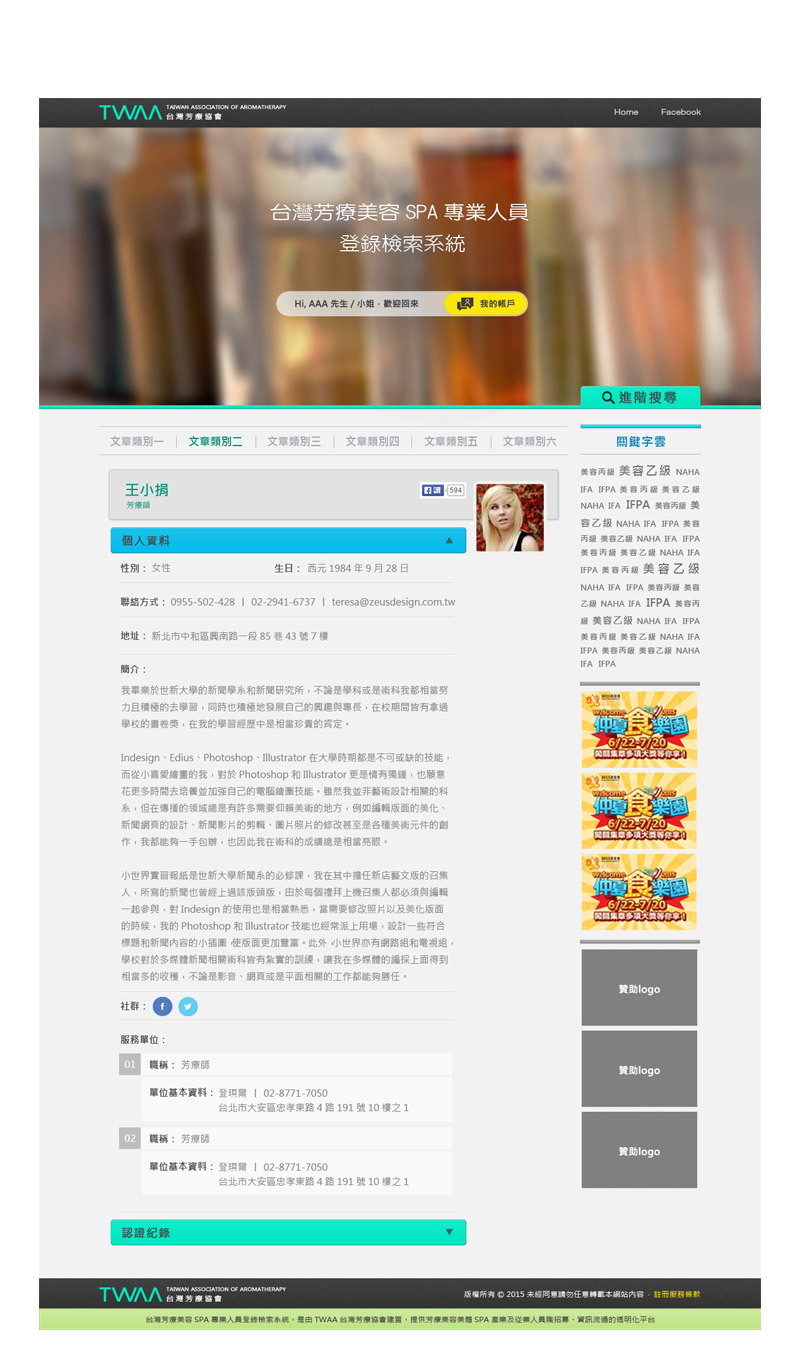 TWAA TAIWAN ASSOCIATION OF AROMATHERAPY
台灣芳療協會
Home Facebook
台灣芳療美容 SPA 專業人員
登錄檢索系統
Hi, AAA 先生 / 小姐，歡迎回來 我的帳戶
進階搜尋
文章類別一 文章類別二 文章類別三 文章類別四 文章類別五 文章類別六
王小捐
芳療師
讚 594
個人資料 ▲
性別： 女性 生日： 西元 1984 年 9 月 28 日
聯絡方式： 0955-502-428 | 02-2941-6737 | teresa@zeusdesign.com.tw
地址： 新北市中和區興南路一段 85 巷 43 號 7 樓
簡介：
我畢業於世新大學的新聞學系和新聞研究所，不論是學科或是術科我都相當努
力且積極的去學習，同時也積極地發展自己的興趣與專長，在校期間皆有拿過
學校的書卷獎，在我的學習經歷中是相當珍貴的肯定。
Indesign、Edius、Photoshop、Illustrator 在大學時期都是不可或缺的技能，
而從小喜愛繪畫的我，對於 Photoshop 和 Illustrator 更是情有獨鍾，也願意
花更多時間去培養並加強自己的電腦繪圖技能。雖然我並非藝術設計相關的科
系，但在傳播的領域總是有許多需要仰賴美術的地方，例如編輯版面的美化、
新聞網頁的設計、新聞影片的剪輯、圖片照片的修改甚至是各種美術元件的創
作，我都能夠一手包辦，也因此我在術科的成績總是相當亮眼。
小世界實習報紙是世新大學新聞系的必修課，我在其中擔任新店藝文版的召集
人，所寫的新聞也曾經上過該版頭版，由於每個禮拜上機召集人都必須與編輯
一起參與，對 Indesign 的使用也是相當熟悉，當需要修改照片以及美化版面
的時候，我的 Photoshop 和 Illustrator 技能也經常派上用場，設計一些符合
標題和新聞內容的小插圖，使版面更加豐富。此外，小世界亦有網路組和電視組，
學校對於多媒體新聞相關術科皆有紮實的訓練，讓我在多媒體的編採上面得到
相當多的收穫，不論是影音、網頁或是平面相關的工作都能夠勝任。
社群：
服務單位：
01 職稱： 芳療師
單位基本資料： 登琪爾 | 02-8771-7050
台北市大安區忠孝東路 4 路 191 號 10 樓之 1
02 職稱： 芳療師
單位基本資料： 登琪爾 | 02-8771-7050
台北市大安區忠孝東路 4 路 191 號 10 樓之 1
認證紀錄 ▼
關鍵字雲
美容丙級 美容乙級 NAHA
IFA IFPA 美容丙級 美容乙級
NAHA IFA IFPA 美容丙級 美
容乙級 NAHA IFA IFPA 美容
丙級 美容乙級 NAHA IFA IFPA
美容丙級 美容乙級 NAHA IFA
IFPA 美容丙級 美容乙級
NAHA IFA IFPA 美容丙級 美容
乙級 NAHA IFA IFPA 美容丙
級 美容乙級 NAHA IFA IFPA
美容丙級 美容乙級 NAHA IFA
IFPA 美容丙級 美容乙級 NAHA
IFA IFPA
welcome 2015
仲夏食樂園
6/22-7/20
闖關集章多項大獎等你拿！
welcome 2015
仲夏食樂園
6/22-7/20
闖關集章多項大獎等你拿！
welcome 2015
仲夏食樂園
6/22-7/20
闖關集章多項大獎等你拿！
贊助logo
贊助logo
贊助logo
TWAA TAIWAN ASSOCIATION OF AROMATHERAPY
台灣芳療協會
版權所有 © 2015 未經同意請勿任意轉載本網站內容 · 註冊服務條款
台灣芳療美容 SPA 專業人員登錄檢索系統，是由 TWAA 台灣芳療協會建置，提供芳療美容美體 SPA 產業及從業人員職招募、資訊流通的透明化平台